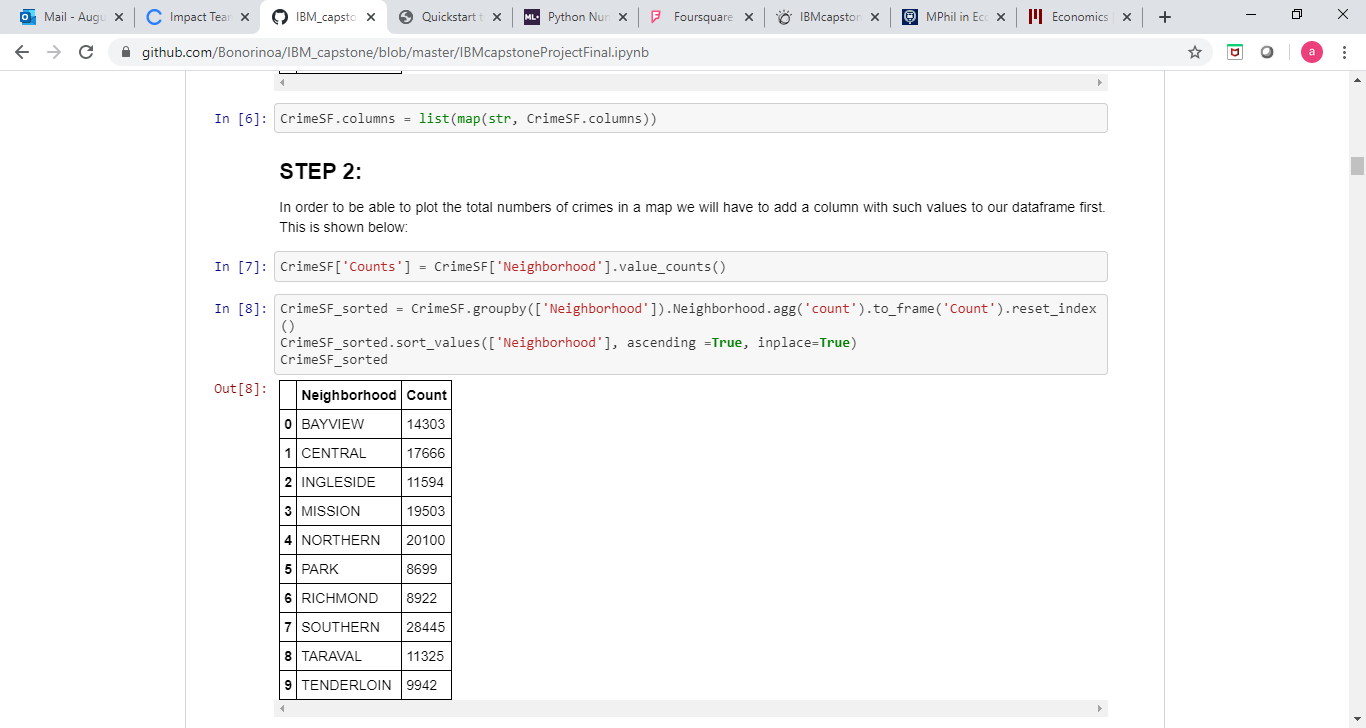 Mail - Augu
Impact Tear
IBM_capsto
Quickstart t
ML+ Python Nun
Foursquare
IBMcapston
MPhil in Ec
Economics
github.com/Bonorinoa/IBM_capstone/blob/master/IBMcapstoneProjectFinal.ipynb
a
In [6]: CrimeSF.columns = list(map(str, CrimeSF.columns))
STEP 2:
In order to be able to plot the total numbers of crimes in a map we will have to add a column with such values to our dataframe first.
This is shown below:
In [7]: CrimeSF['Counts'] = CrimeSF['Neighborhood'].value_counts()
In [8]: CrimeSF_sorted = CrimeSF.groupby(['Neighborhood']).Neighborhood.agg('count').to_frame('Count').reset_index
()
CrimeSF_sorted.sort_values(['Neighborhood'], ascending =True, inplace=True)
CrimeSF_sorted
Out[8]:
Neighborhood Count
0 BAYVIEW 14303
1 CENTRAL 17666
2 INGLESIDE 11594
3 MISSION 19503
4 NORTHERN 20100
5 PARK 8699
6 RICHMOND 8922
7 SOUTHERN 28445
8 TARAVAL 11325
9 TENDERLOIN 9942